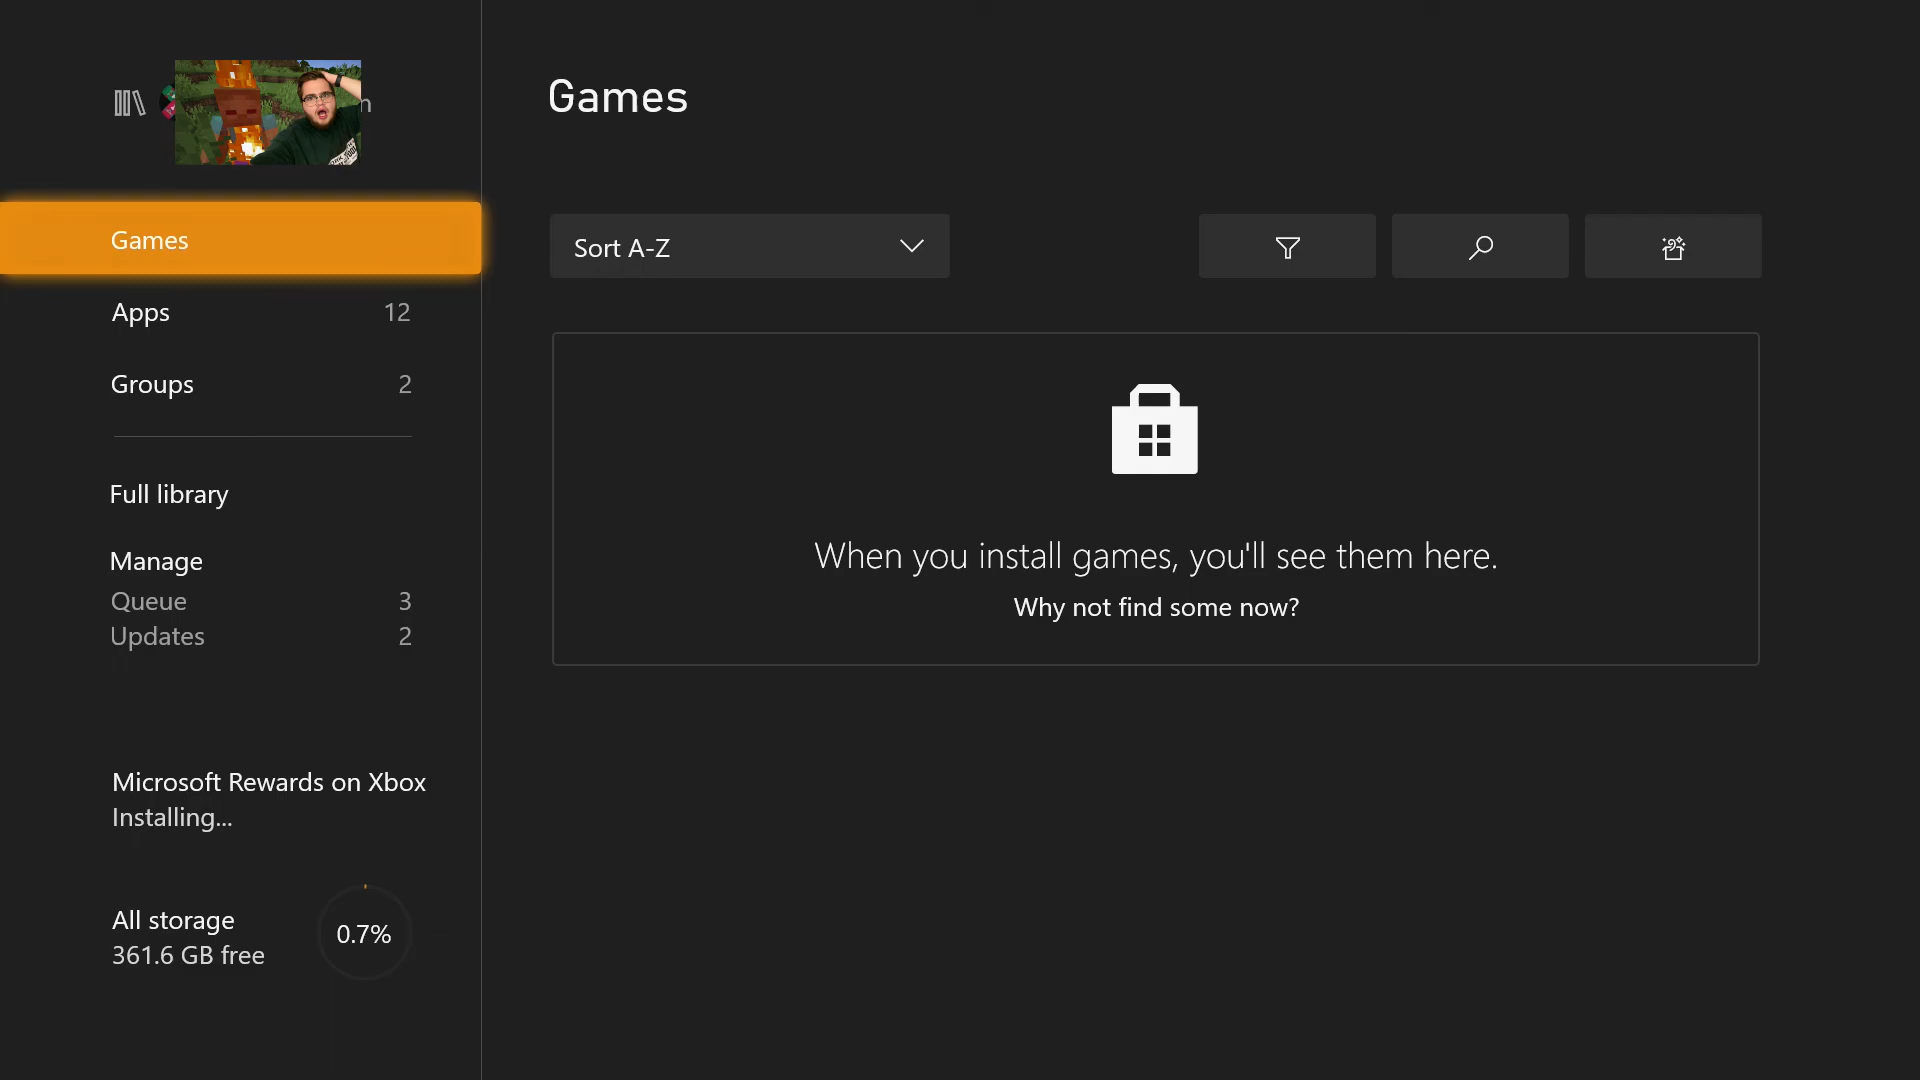 Games
Apps 12
Groups 2
Full library
Manage
Queue 3
Updates 2
Microsoft Rewards on Xbox
Installing...
All storage
361.6 GB free
0.7%
Games
Sort A-Z
When you install games, you'll see them here.
Why not find some now?